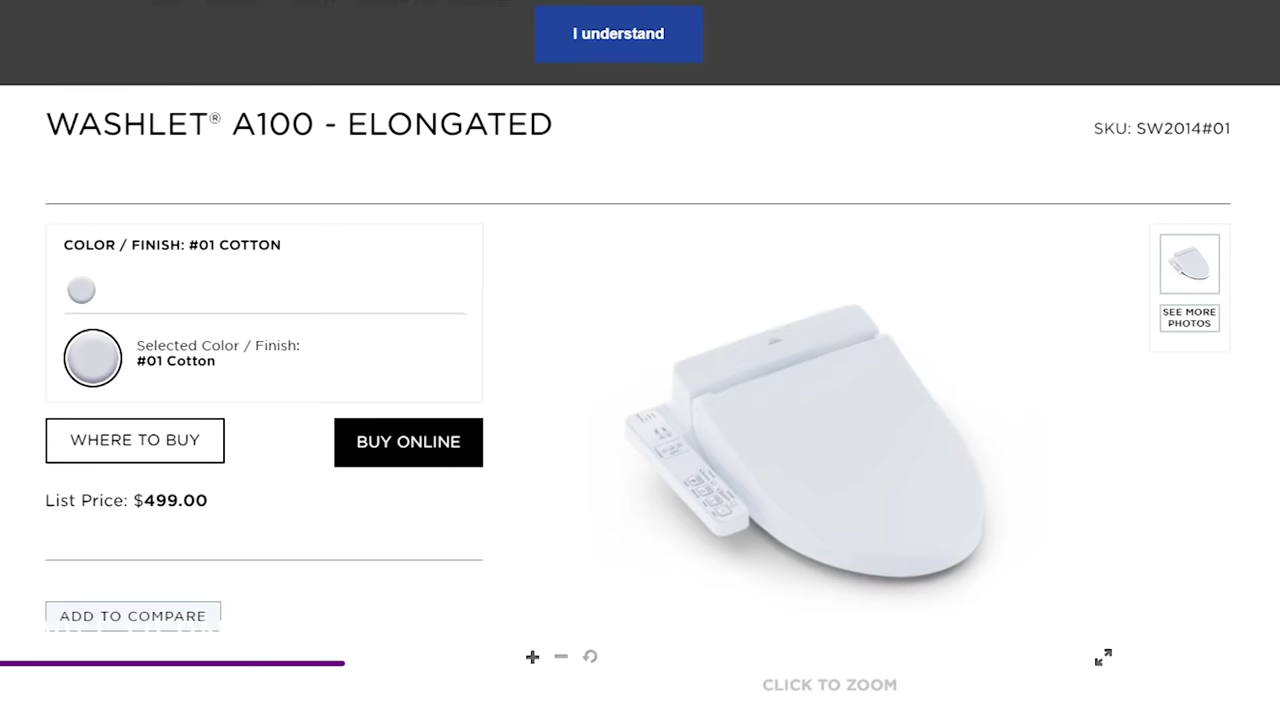 I understand
WASHLET® A100 - ELONGATED
SKU: SW2014#01
COLOR / FINISH: #01 COTTON
Selected Color / Finish:
#01 Cotton
WHERE TO BUY
BUY ONLINE
List Price: $499.00
ADD TO COMPARE
SEE MORE
PHOTOS
CLICK TO ZOOM